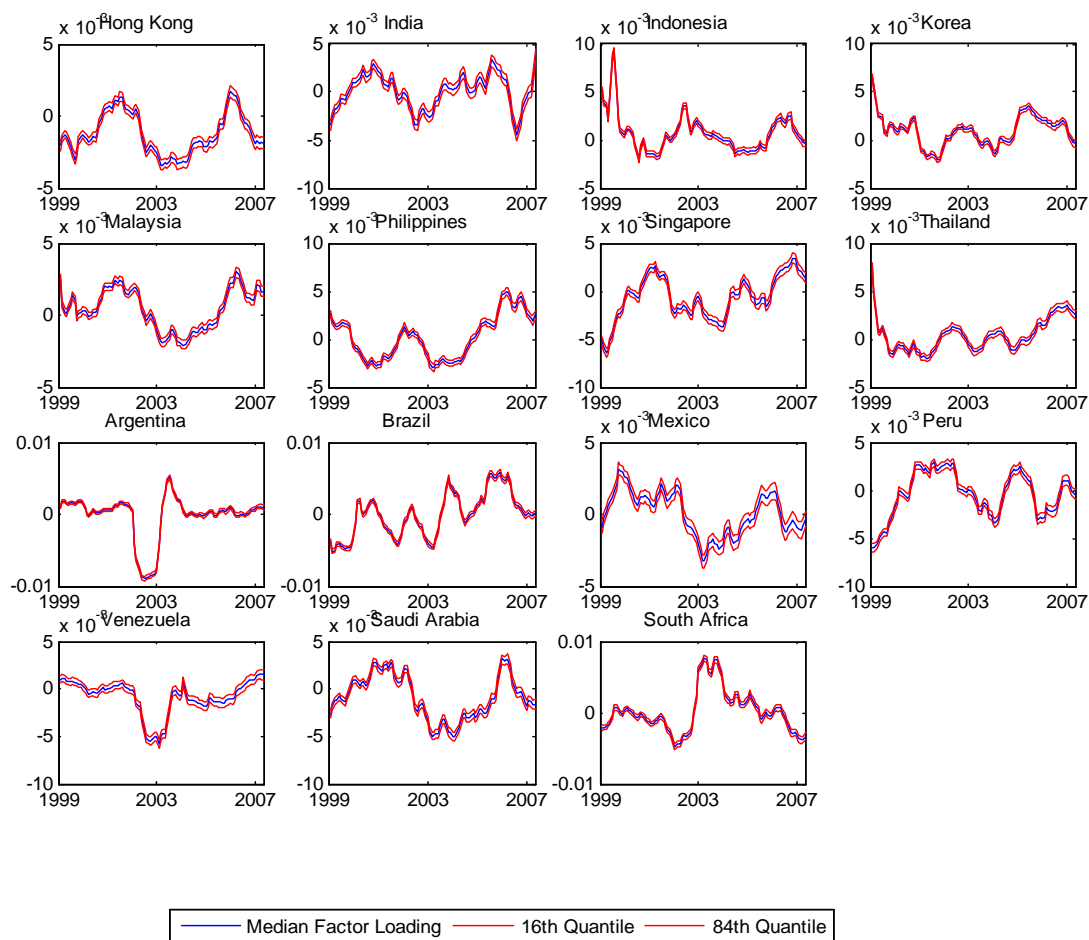 x 10-3 Hong Kong
5
0
-5
1999 2003 2007
x 10-3 India
5
0
-5
-10
1999 2003 2007
x 10-3 Indonesia
10
5
0
-5
1999 2003 2007
x 10-3 Korea
10
5
0
-5
1999 2003 2007
x 10-3 Malaysia
5
0
-5
1999 2003 2007
x 10-3 Philippines
10
5
0
-5
1999 2003 2007
x 10-3 Singapore
5
0
-5
-10
1999 2003 2007
x 10-3 Thailand
10
5
0
-5
1999 2003 2007
Argentina
0.01
0
-0.01
1999 2003 2007
Brazil
0.01
0
-0.01
1999 2003 2007
x 10-3 Mexico
5
0
-5
1999 2003 2007
x 10-3 Peru
5
0
-5
-10
1999 2003 2007
x 10-3 Venezuela
5
0
-5
-10
1999 2003 2007
x 10-3 Saudi Arabia
5
0
-5
-10
1999 2003 2007
South Africa
0.01
0
-0.01
1999 2003 2007
Median Factor Loading 16th Quantile 84th Quantile